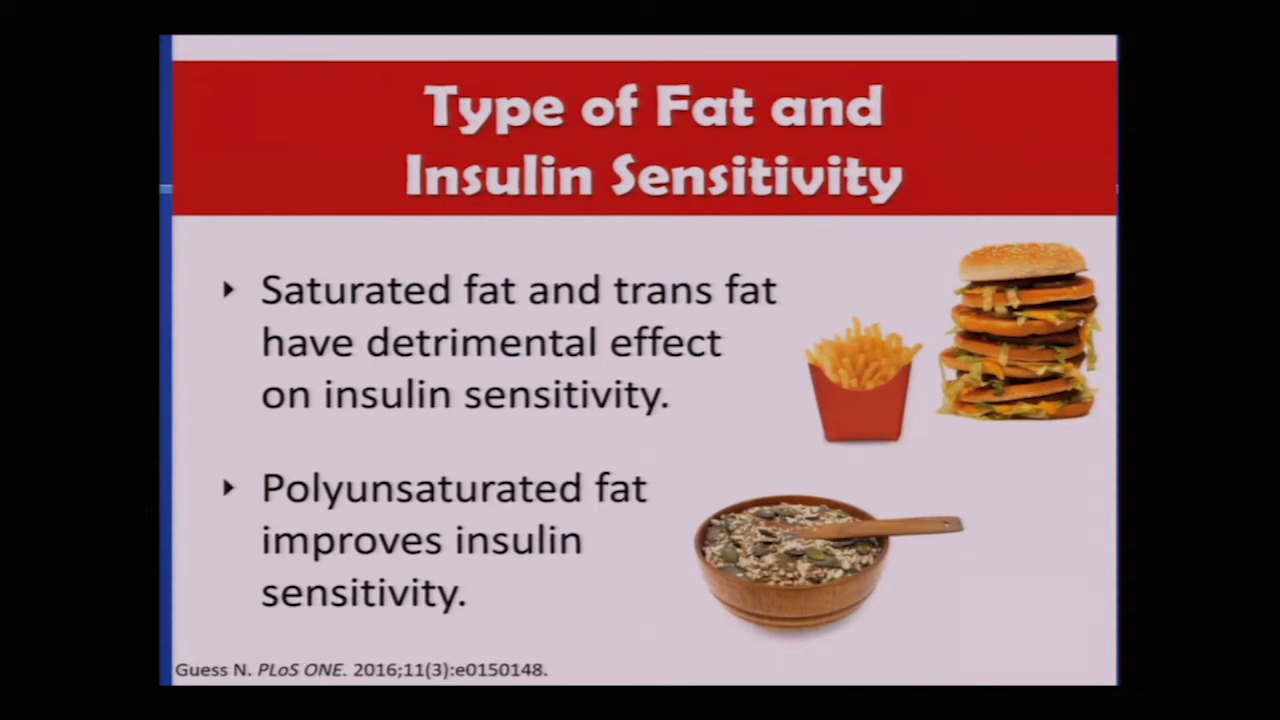 Type of Fat and
Insulin Sensitivity
Saturated fat and trans fat
have detrimental effect
on insulin sensitivity.
Polyunsaturated fat
improves insulin
sensitivity.
Guess N. PLoS ONE. 2016;11(3):e0150148.